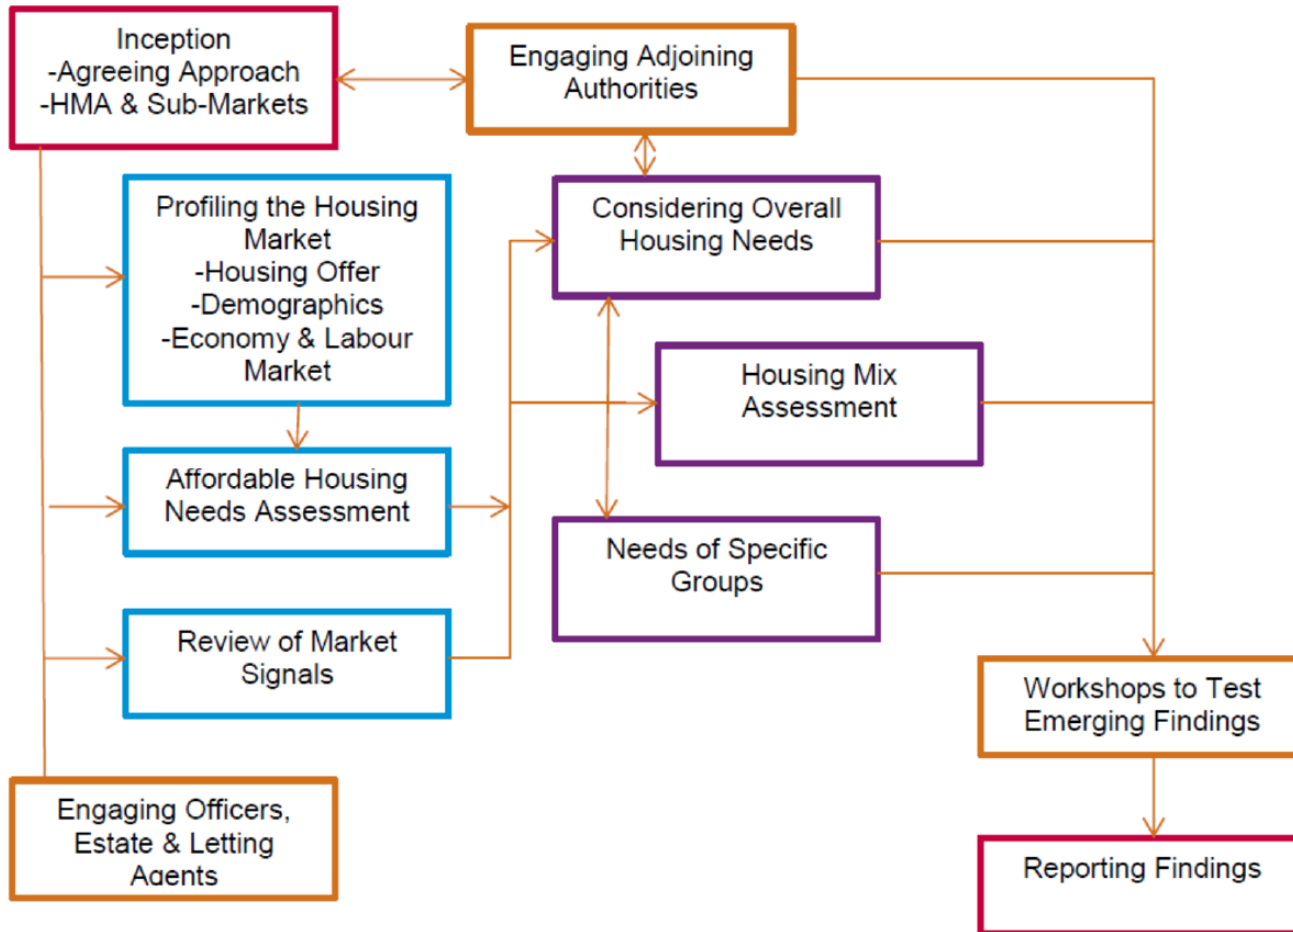 Inception
-Agreeing Approach
-HMA & Sub-Markets
Engaging Adjoining
Authorities
Profiling the Housing
Market
-Housing Offer
-Demographics
-Economy & Labour
Market
Considering Overall
Housing Needs
Housing Mix
Assessment
Affordable Housing
Needs Assessment
Needs of Specific
Groups
Review of Market
Signals
Workshops to Test
Emerging Findings
Engaging Officers,
Estate & Letting
Agents
Reporting Findings